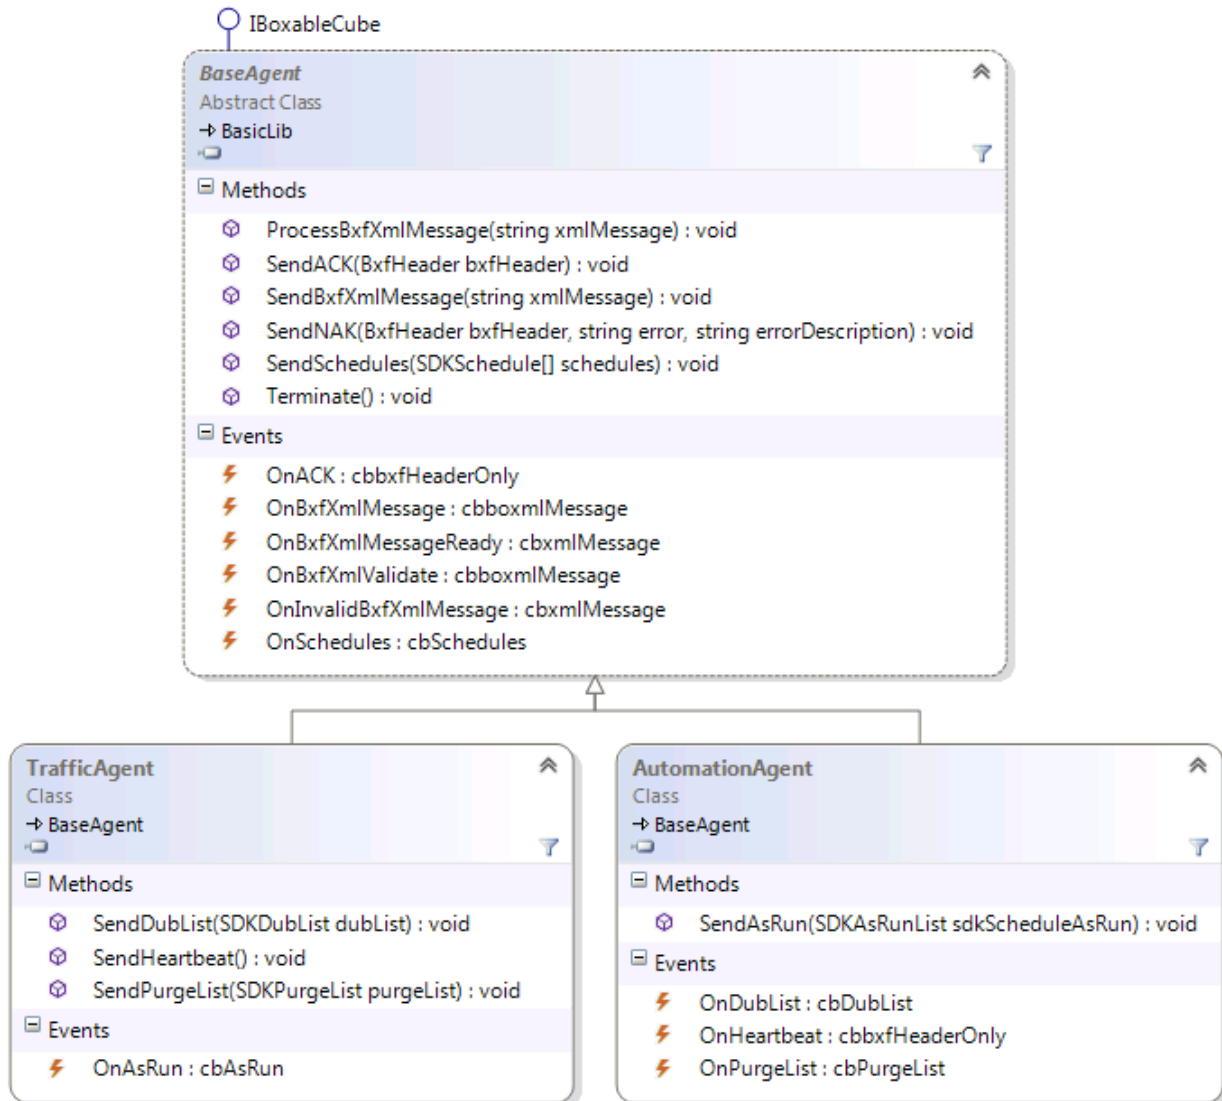 IBoxableCube
BaseAgent
Abstract Class
BasicLib
Methods
ProcessBxfXmlMessage(string xmlMessage) : void
SendACK(BxfHeader bxfHeader) : void
SendBxfXmlMessage(string xmlMessage) : void
SendNAK(BxfHeader bxfHeader, string error, string errorDescription) : void
SendSchedules(SDKSchedule[] schedules) : void
Terminate() : void
Events
OnACK : cbbxfHeaderOnly
OnBxfXmlMessage : cbboxmlMessage
OnBxfXmlMessageReady : cbxmlMessage
OnBxfXmlValidate : cbboxmlMessage
OnInvalidBxfXmlMessage : cbxmlMessage
OnSchedules : cbSchedules
TrafficAgent
Class
BaseAgent
Methods
SendDubList(SDKDubList dubList) : void
SendHeartbeat() : void
SendPurgeList(SDKPurgeList purgeList) : void
Events
OnAsRun : cbAsRun
AutomationAgent
Class
BaseAgent
Methods
SendAsRun(SDKAsRunList sdkScheduleAsRun) : void
Events
OnDubList : cbDubList
OnHeartbeat : cbbxfHeaderOnly
OnPurgeList : cbPurgeList